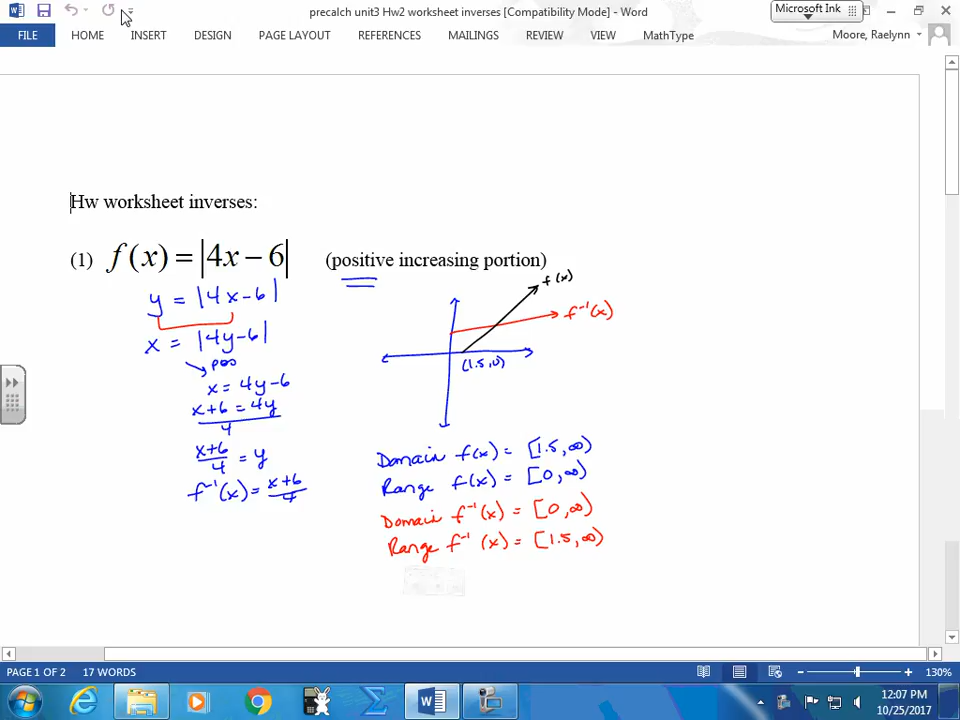 precalch unit3 Hw2 worksheet inverses [Compatibility Mode] - Word
Microsoft Ink
FILE HOME INSERT DESIGN PAGE LAYOUT REFERENCES MAILINGS REVIEW VIEW MathType Moore, Raelynn
Hw worksheet inverses:
(1) f(x) = |4x − 6| (positive increasing portion)
y = |4x-6|
x = |4y-6|
pos
x = 4y-6
x+6 = 4y
4
x+6/4 = y
f⁻¹(x) = x+6/4
f(x)
f⁻¹(x)
(1.5,0)
Domain f(x) = [1.5,∞)
Range f(x) = [0,∞)
Domain f⁻¹(x) = [0,∞)
Range f⁻¹(x) = [1.5,∞)
PAGE 1 OF 2 17 WORDS 130%
12:07 PM
10/25/2017